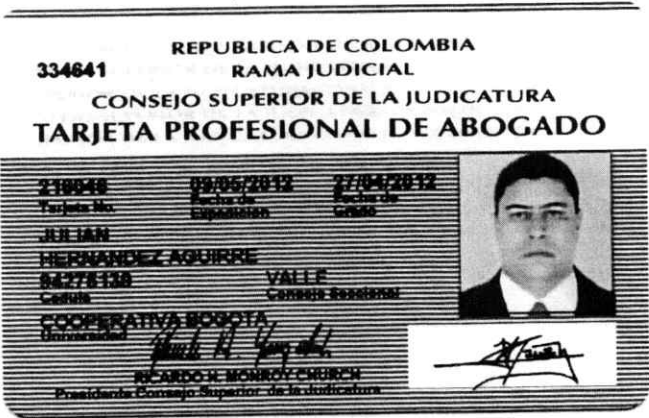 REPUBLICA DE COLOMBIA
334641 RAMA JUDICIAL
CONSEJO SUPERIOR DE LA JUDICATURA
TARJETA PROFESIONAL DE ABOGADO
09/05/2012 27/04/2012
Tarjeta No. Fecha de Expedicion Fecha de Grado
JULIAN
HERNANDEZ AGUIRRE
VALLE
Cedula Consejo Seccional
COOPERATIVA BOGOTA
Universidad
RICARDO H. MONROY CHURCH
Presidente Consejo Superior de la Judicatura